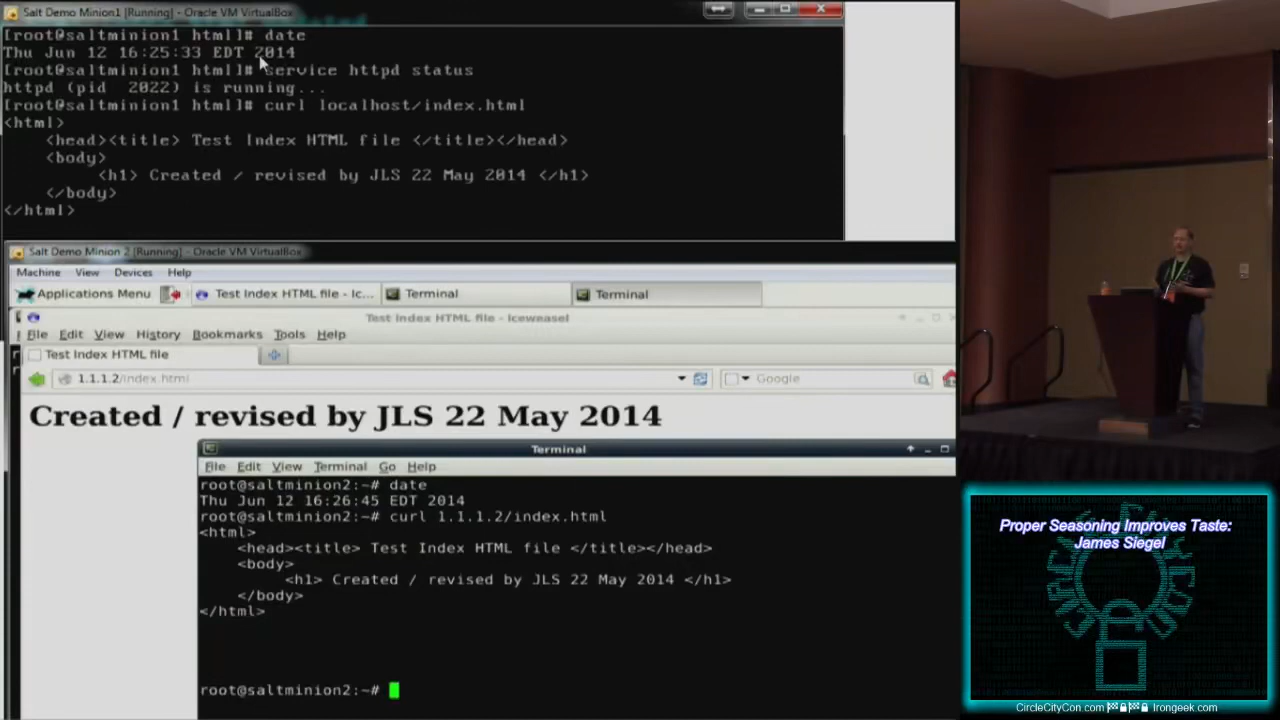 Salt Demo Minion1 [Running] - Oracle VM VirtualBox
[root@saltminion1 html]# date
Thu Jun 12 16:25:33 EDT 2014
[root@saltminion1 html]# service httpd status
httpd (pid 2022) is running...
[root@saltminion1 html]# curl localhost/index.html
<html>
<head><title> Test Index HTML file </title></head>
<body>
<h1> Created / revised by JLS 22 May 2014 </h1>
</body>
</html>
Salt Demo Minion 2 [Running] - Oracle VM VirtualBox
Machine View Devices Help
Applications Menu Test Index HTML file - Ic... Terminal Terminal
Test Index HTML file - Iceweasel
File Edit View History Bookmarks Tools Help
Test Index HTML file
1.1.1.2/index.html Google
Created / revised by JLS 22 May 2014
Terminal
File Edit View Terminal Go Help
root@saltminion2:~# date
Thu Jun 12 16:26:45 EDT 2014
root@saltminion2:~# curl 1.1.1.2/index.html
<html>
<head><title> Test Index HTML file </title></head>
<body>
<h1> Created / revised by JLS 22 May 2014 </h1>
</body>
</html>
root@saltminion2:~#
Proper Seasoning Improves Taste:
James Siegel
CircleCityCon.com Irongeek.com